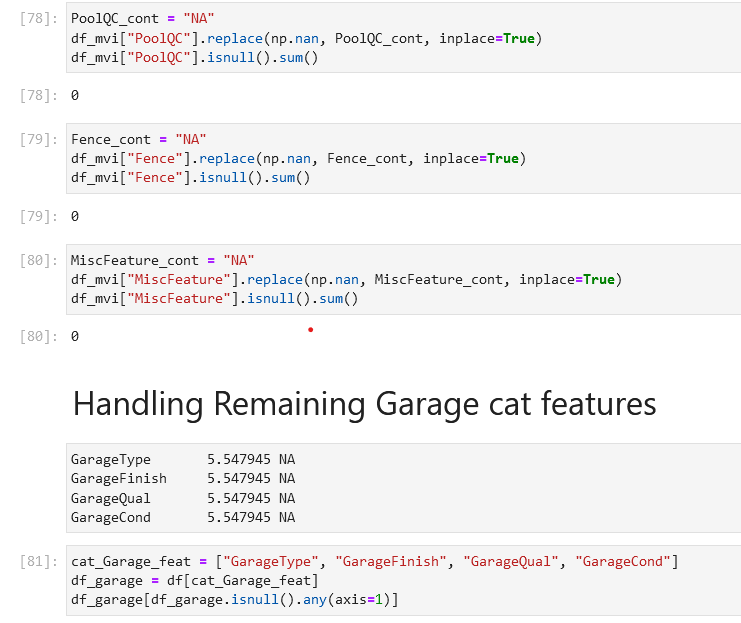 [78]: PoolQC_cont = "NA"
df_mvi["PoolQC"].replace(np.nan, PoolQC_cont, inplace=True)
df_mvi["PoolQC"].isnull().sum()
[78]: 0
[79]: Fence_cont = "NA"
df_mvi["Fence"].replace(np.nan, Fence_cont, inplace=True)
df_mvi["Fence"].isnull().sum()
[79]: 0
[80]: MiscFeature_cont = "NA"
df_mvi["MiscFeature"].replace(np.nan, MiscFeature_cont, inplace=True)
df_mvi["MiscFeature"].isnull().sum()
[80]: 0
Handling Remaining Garage cat features
GarageType       5.547945 NA
GarageFinish     5.547945 NA
GarageQual       5.547945 NA
GarageCond       5.547945 NA
[81]: cat_Garage_feat = ["GarageType", "GarageFinish", "GarageQual", "GarageCond"]
df_garage = df[cat_Garage_feat]
df_garage[df_garage.isnull().any(axis=1)]